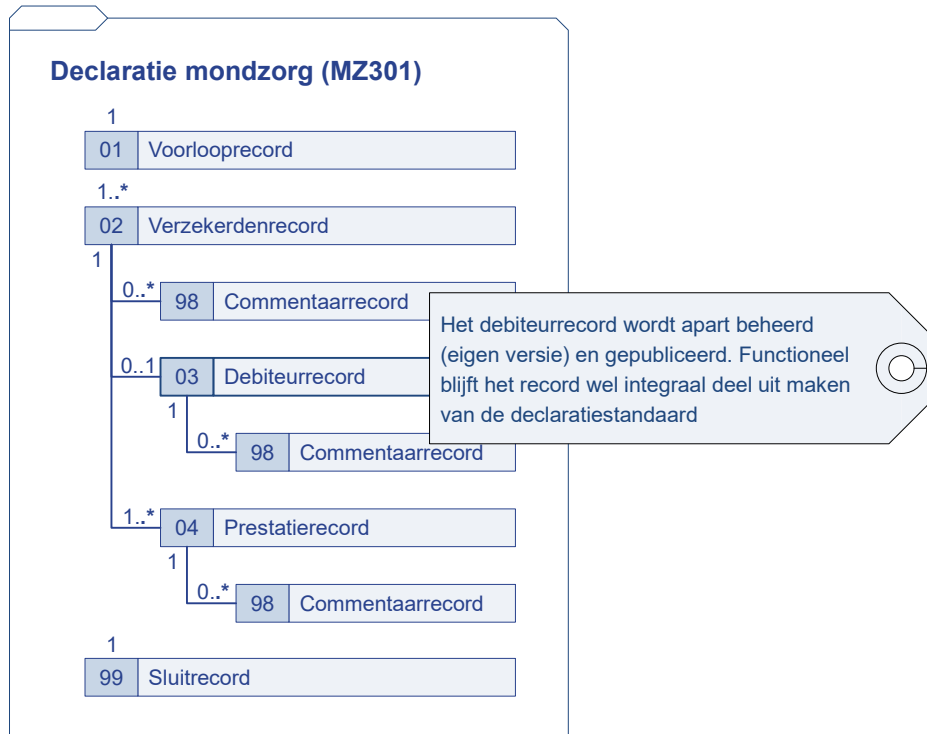 Declaratie mondzorg (MZ301)
1
01 Voorlooprecord
1..*
02 Verzekerdenrecord
1
0..* 98 Commentaarrecord
Het debiteurrecord wordt apart beheerd
(eigen versie) en gepubliceerd. Functioneel
blijft het record wel integraal deel uit maken
van de declaratiestandaard
0..1 03 Debiteurrecord
1
0..* 98 Commentaarrecord
1..* 04 Prestatierecord
1
0..* 98 Commentaarrecord
1
99 Sluitrecord